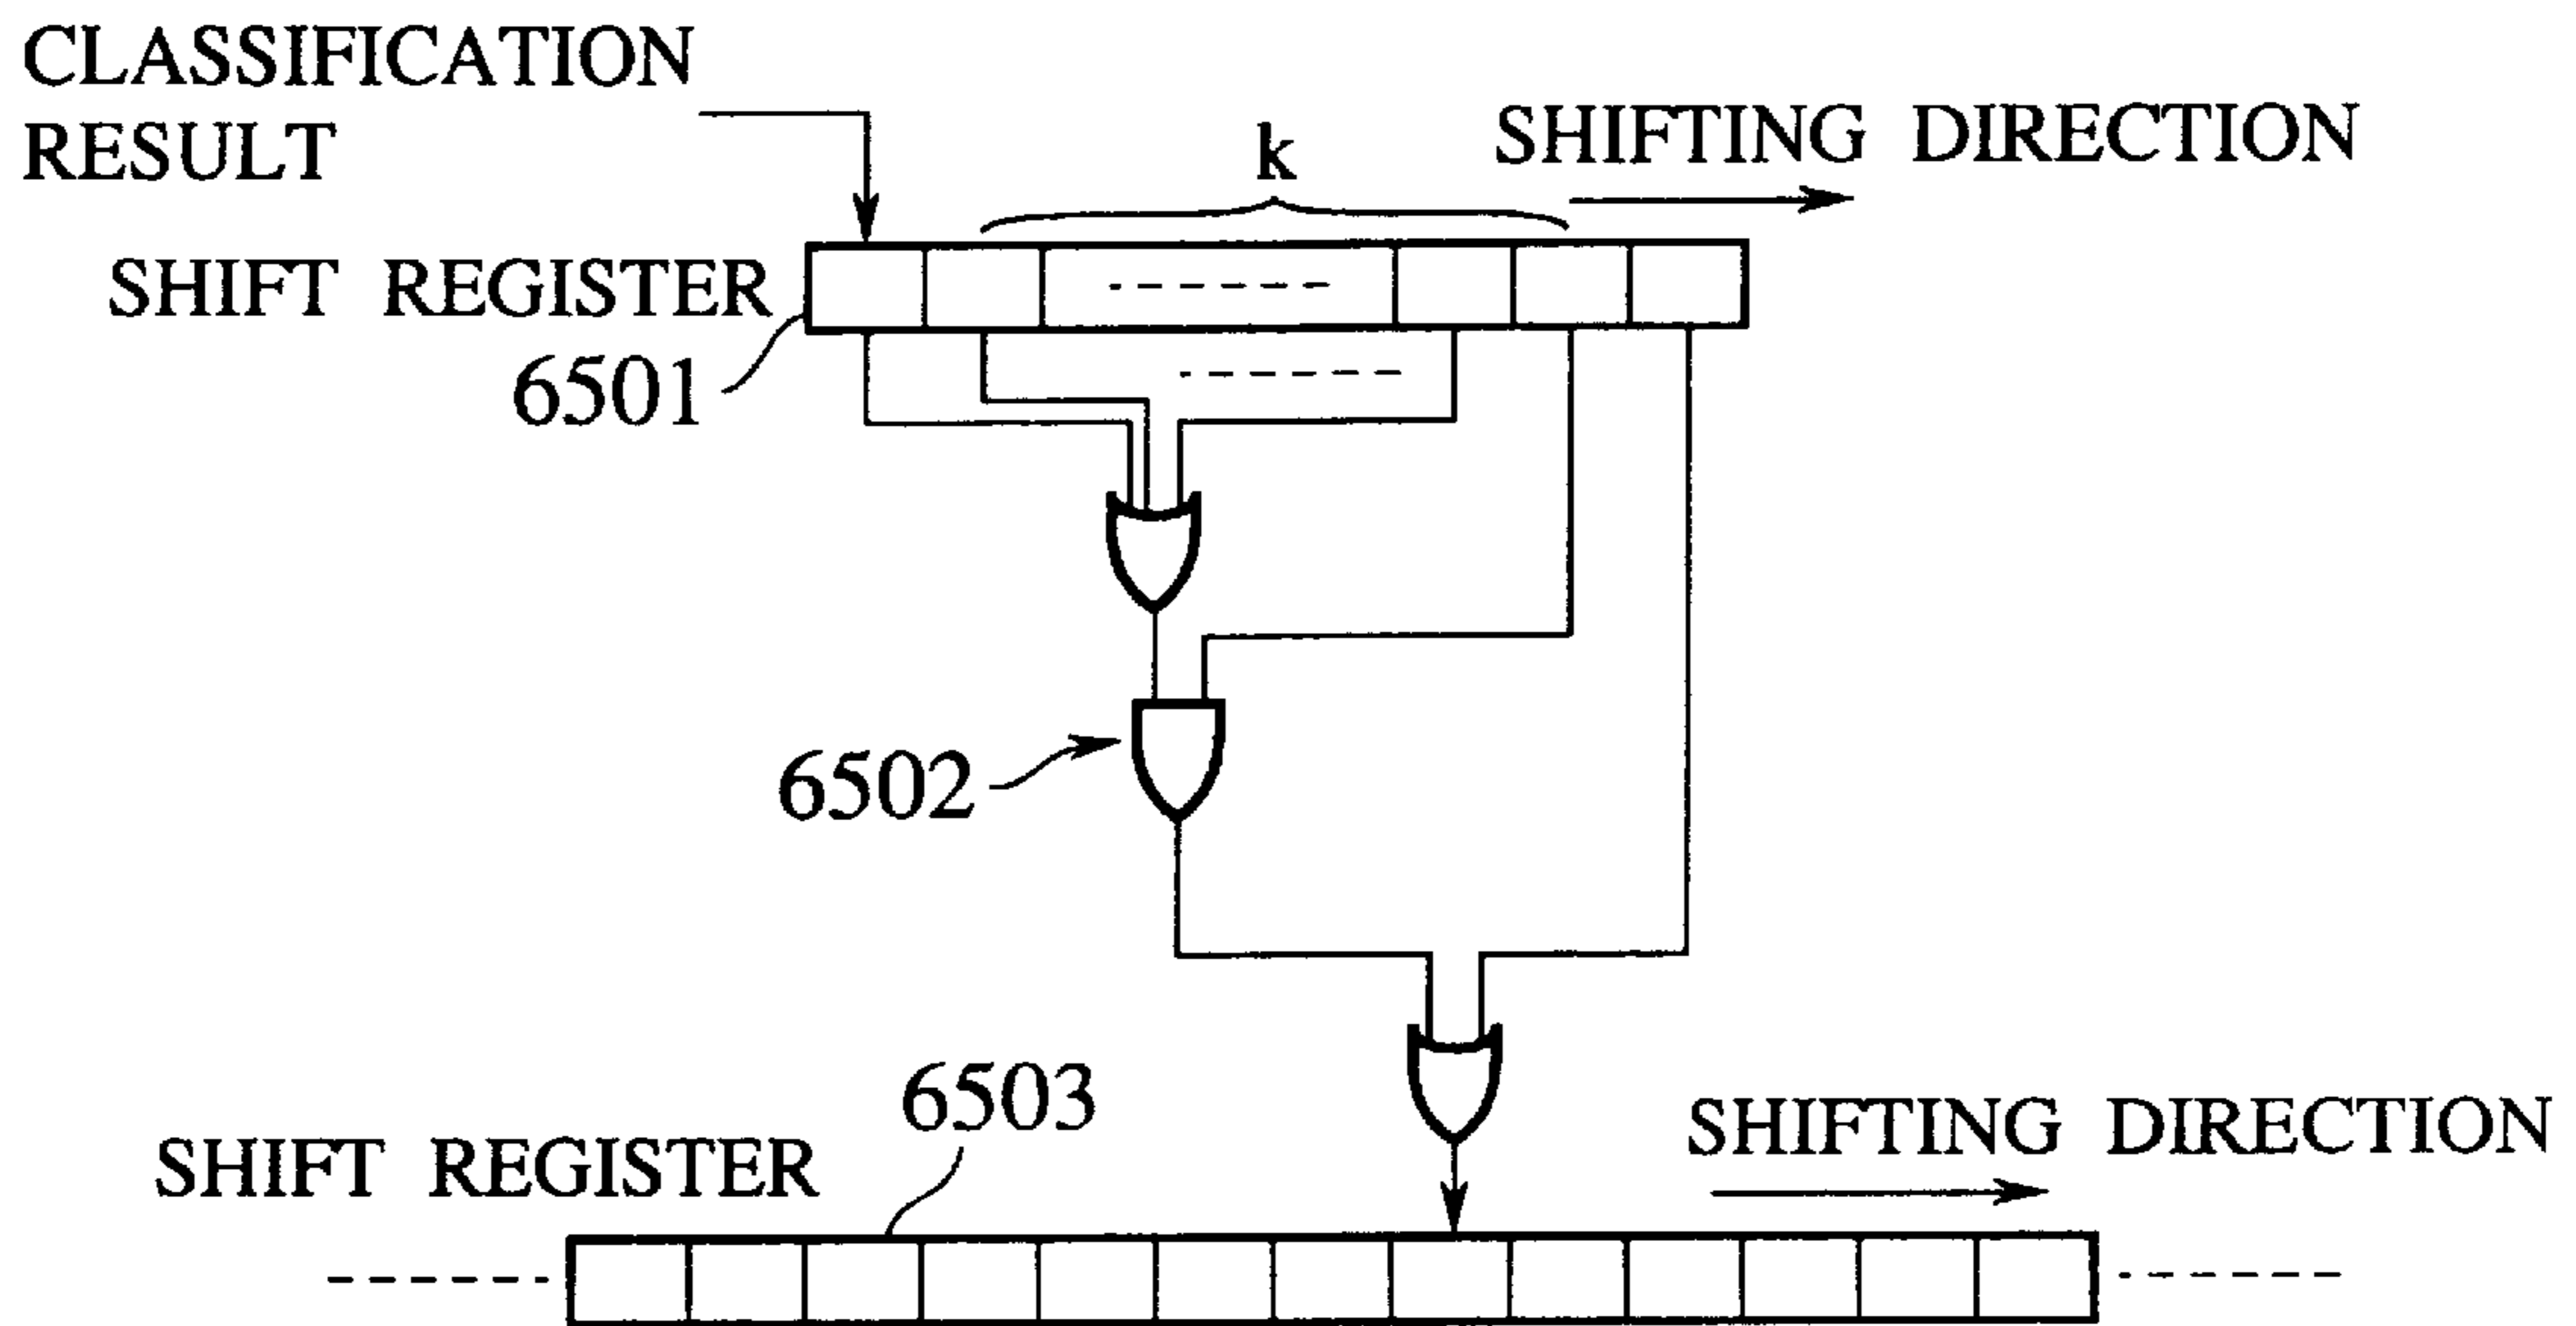 CLASSIFICATION
RESULT
k
SHIFTING DIRECTION
SHIFT REGISTER
6501
6502
6503
SHIFT REGISTER
SHIFTING DIRECTION